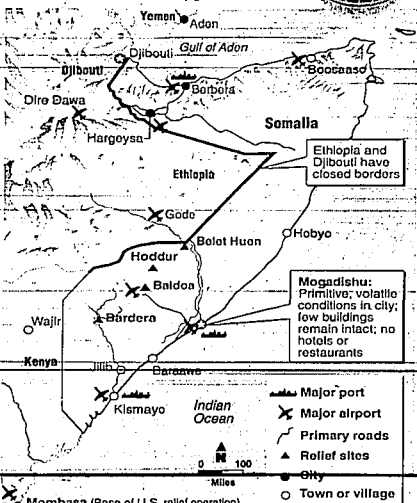 Yemen
Aden
Gulf of Aden
Djibouti
Djibouti
Boocaaso
Berbera
Dire Dawa
Somalia
Hargeysa
Ethiopia and
Djibouti have
closed borders
Ethiopia
Gode
Hobyo
Belet Huen
Hoddur
Baidoa
Mogadishu:
Primitive; volatile
conditions in city;
few buildings
remain intact; no
hotels or
restaurants
Wajir
Bardera
Kenya
Jilib
Baraawe
Kismayo
Indian
Ocean
N
0 100
Miles
Major port
Major airport
Primary roads
Relief sites
City
Town or village
Mombasa (Base of U.S. relief operation)